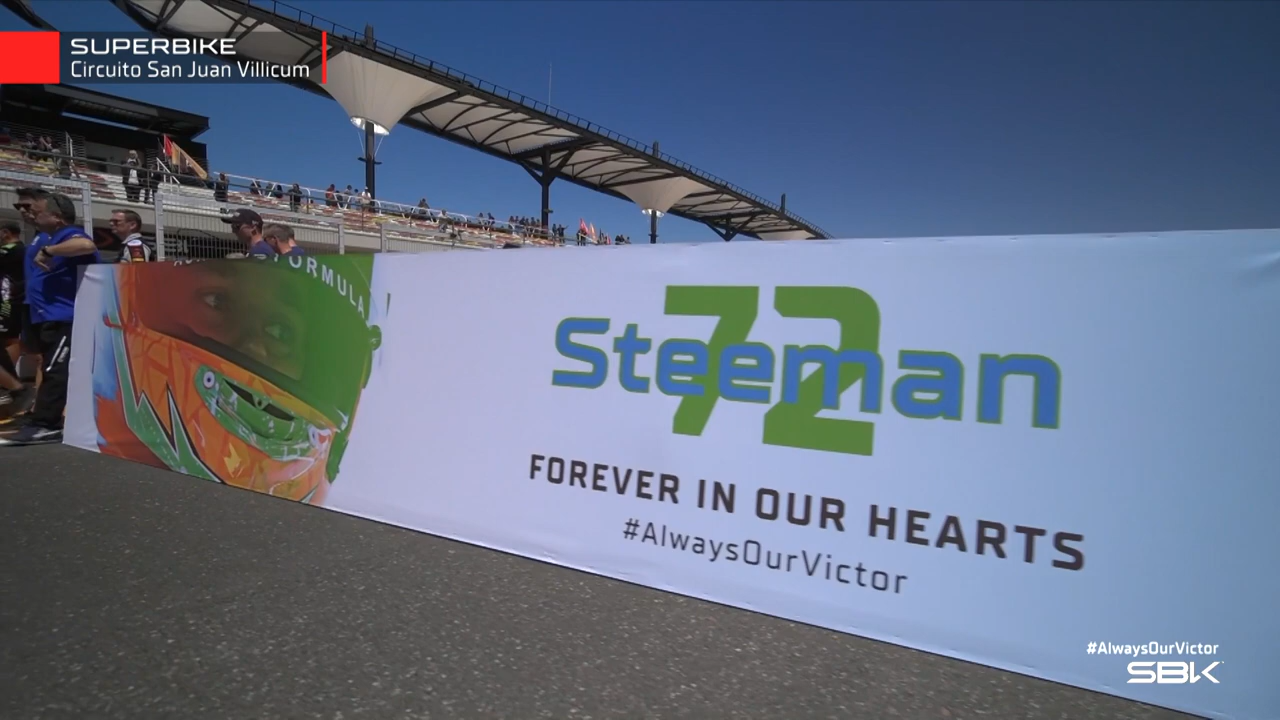 SUPERBIKE
Circuito San Juan Villicum
FORMULA
72
Steeman
FOREVER IN OUR HEARTS
#AlwaysOurVictor
#AlwaysOurVictor
SBK